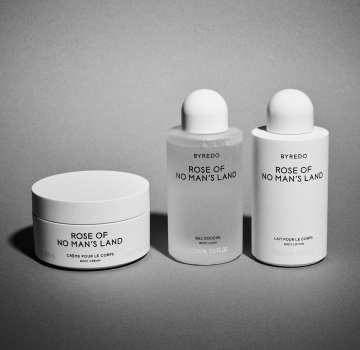 ROSE OF
NO MAN'S LAND
CRÈME POUR LE CORPS
BODY CREAM
BYREDO
ROSE OF
NO MAN'S LAND
GEL DOUCHE
BODY WASH
BYREDO
ROSE OF
NO MAN'S LAND
LAIT POUR LE CORPS
BODY LOTION